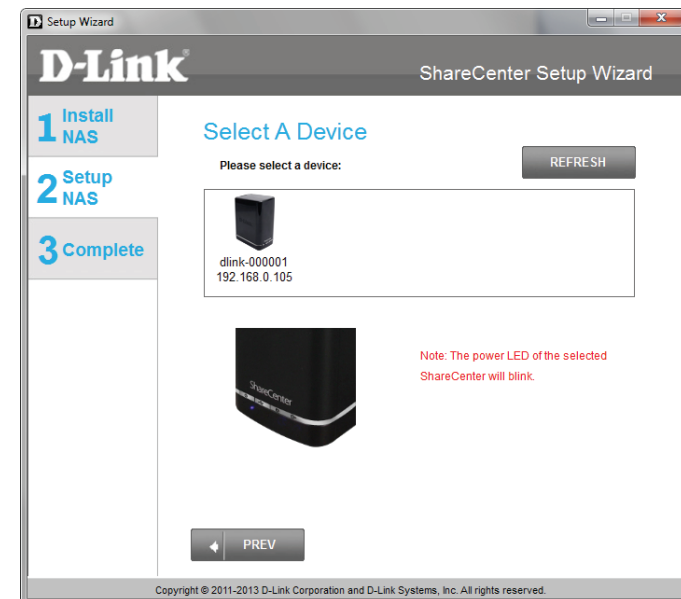 Setup Wizard
D-Link®
ShareCenter Setup Wizard
1 Install
NAS
2 Setup
NAS
3 Complete
Select A Device
Please select a device:
REFRESH
dlink-000001
192.168.0.105
ShareCenter
Note: The power LED of the selected
ShareCenter will blink.
PREV
Copyright © 2011-2013 D-Link Corporation and D-Link Systems, Inc. All rights reserved.